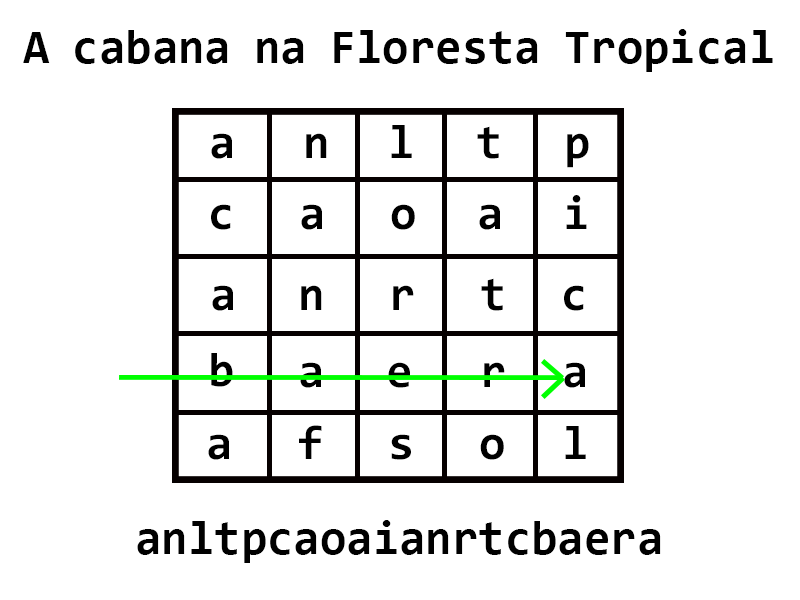 A cabana na Floresta Tropical
a n l t p
c a o a i
a n r t c
b a e r a
a f s o l
anltpcaoaianrtcbaera